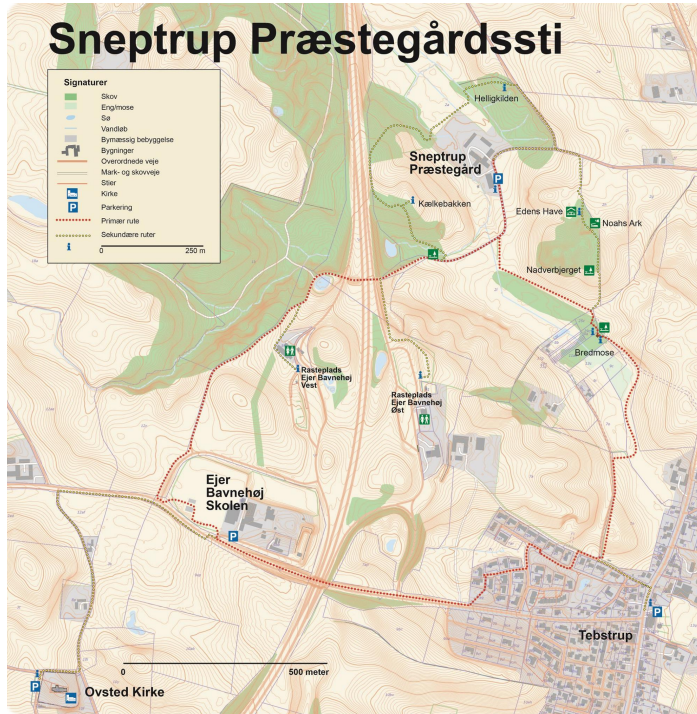 Sneptrup Præstegårdssti
Signaturer
Skov
Eng/mose
Sø
Vandløb
Bymæssig bebyggelse
Bygninger
Overordnede veje
Mark- og skovveje
Stier
Kirke
P Parkering
Primær rute
Sekundære ruter
i
0 250 m
Helligkilden
i
Sneptrup
Præstegård
P
i
i Kælkebakken
Edens Have
i
Noahs Ark
Nadverbjerget
i
i
Bredmose
i
Rasteplads
Ejer Bavnehøj
Vest
i
Rasteplads
Ejer Bavnehøj
Øst
Ejer
Bavnehøj
Skolen
P
i
P
Tebstrup
0 500 meter
i
P
Ovsted Kirke